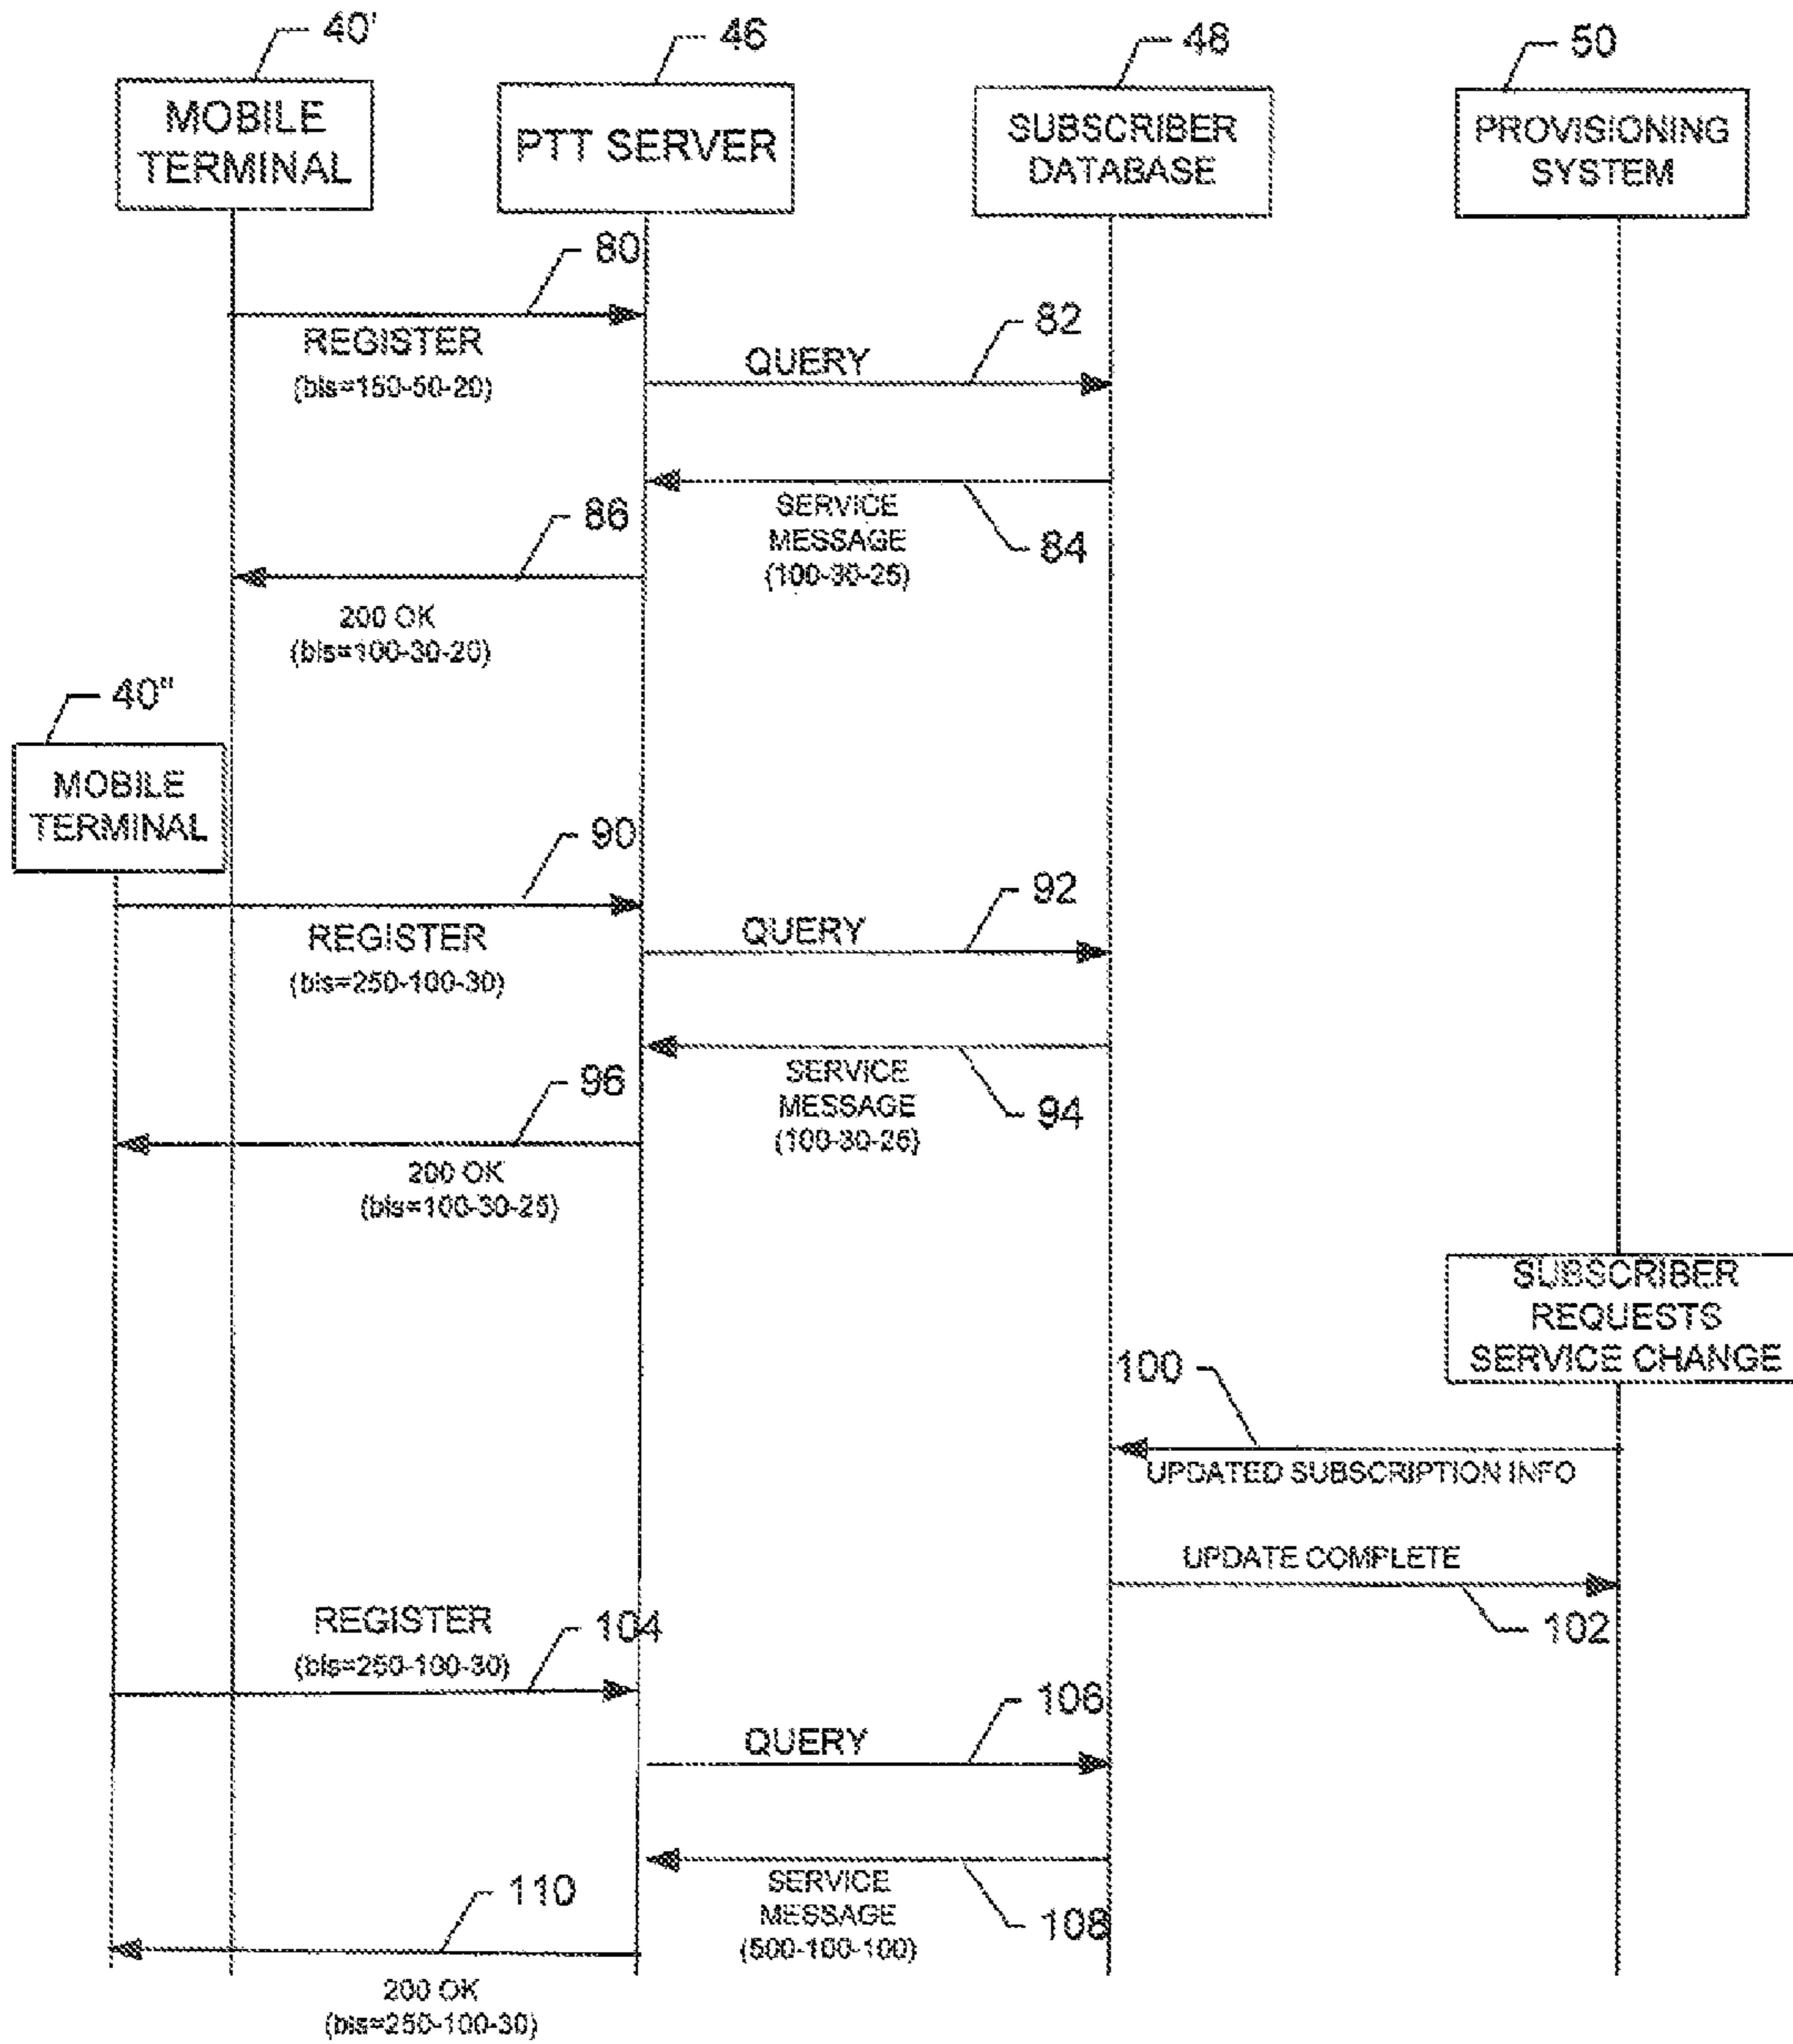 40' 46 48 50
MOBILE
TERMINAL
PTT SERVER
SUBSCRIBER
DATABASE
PROVISIONING
SYSTEM
80
REGISTER
(bls=150-50-20)
82
QUERY
84
SERVICE
MESSAGE
(100-30-25)
86
200 OK
(bls=100-30-20)
40"
MOBILE
TERMINAL
90
REGISTER
(bls=250-100-30)
92
QUERY
94
SERVICE
MESSAGE
(100-30-25)
96
200 OK
(bls=100-30-25)
SUBSCRIBER
REQUESTS
SERVICE CHANGE
100
UPDATED SUBSCRIPTION INFO
UPDATE COMPLETE
102
REGISTER
(bls=250-100-30)
104
106
QUERY
108
SERVICE
MESSAGE
(500-100-100)
110
200 OK
(bls=250-100-30)